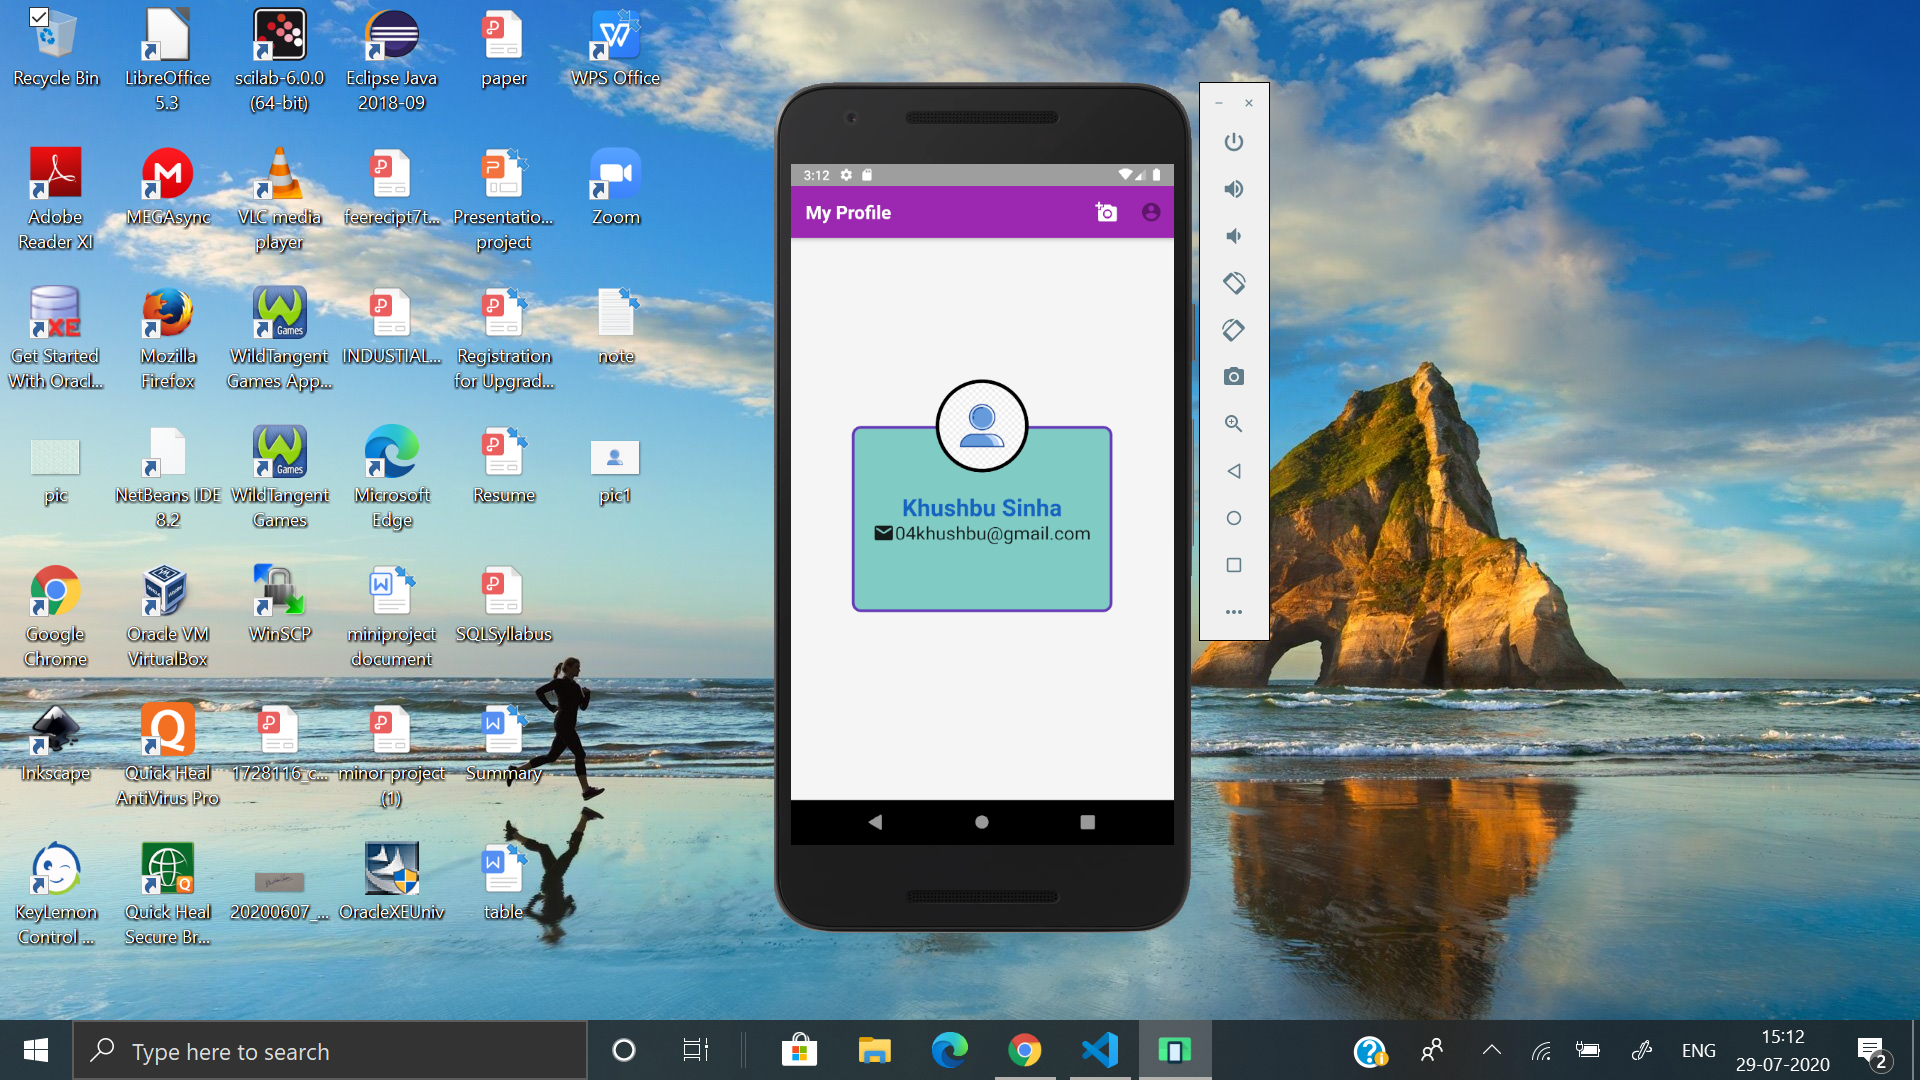 Recycle Bin
LibreOffice
5.3
scilab-6.0.0
(64-bit)
Eclipse Java
2018-09
paper
WPS Office
Adobe
Reader XI
MEGAsync
VLC media
player
feerecipt7t...
Presentatio...
project
Zoom
Get Started
With Oracl...
Mozilla
Firefox
WildTangent
Games App...
INDUSTIAL...
Registration
for Upgrad...
note
pic
NetBeans IDE
8.2
WildTangent
Games
Microsoft
Edge
Resume
pic1
Google
Chrome
Oracle VM
VirtualBox
WinSCP
miniproject
document
SQLSyllabus
Inkscape
Quick Heal
AntiVirus Pro
1728116_c...
minor project
(1)
Summary
KeyLemon
Control ...
Quick Heal
Secure Br...
20200607_...
OracleXEUniv
table
3:12
My Profile
Khushbu Sinha
04khushbu@gmail.com
Type here to search
ENG
15:12
29-07-2020
2